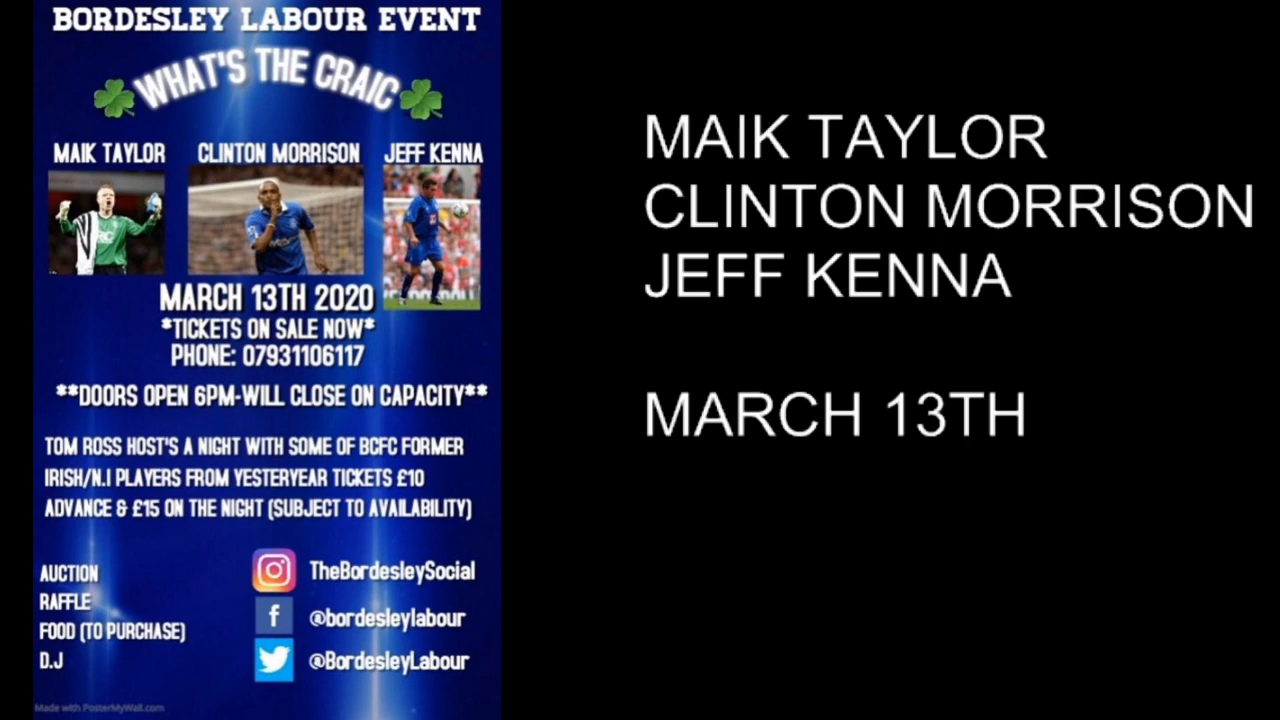 BORDESLEY LABOUR EVENT
WHAT'S THE CRAIC
MAIK TAYLOR
CLINTON MORRISON
JEFF KENNA
MARCH 13TH 2020
*TICKETS ON SALE NOW*
PHONE: 07931106117
**DOORS OPEN 6PM-WILL CLOSE ON CAPACITY**
TOM ROSS HOST'S A NIGHT WITH SOME OF BCFC FORMER
IRISH/N.I PLAYERS FROM YESTERYEAR TICKETS £10
ADVANCE & £15 ON THE NIGHT (SUBJECT TO AVAILABILITY)
AUCTION
RAFFLE
FOOD (TO PURCHASE)
D.J
TheBordesleySocial
@bordesleylabour
@BordesleyLabour
Made with PosterMyWall.com
MAIK TAYLOR
CLINTON MORRISON
JEFF KENNA
MARCH 13TH